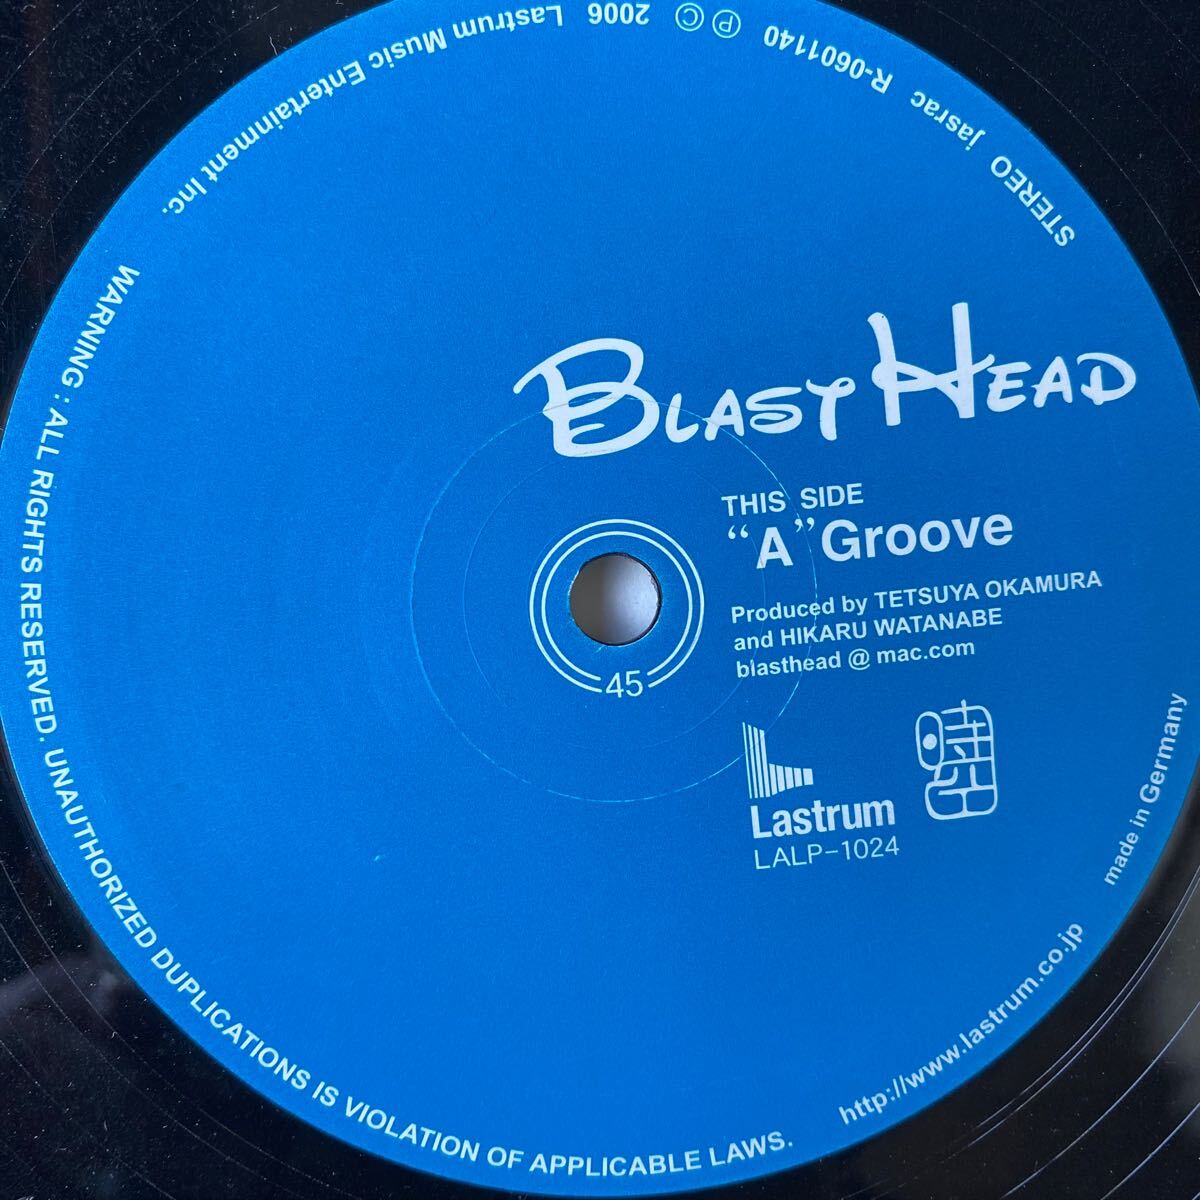 BLAST HEAD
THIS SIDE
“A” Groove
Produced by TETSUYA OKAMURA
and HIKARU WATANABE
blasthead @ mac.com
45
Lastrum
LALP-1024
made in Germany
http://www.lastrum.co.jp
WARNING : ALL RIGHTS RESERVED. UNAUTHORIZED DUPLICATIONS IS VIOLATION OF APPLICABLE LAWS.
STEREO jasrac R-0601140 Ⓟ Ⓒ 2006 Lastrum Music Entertainment Inc.